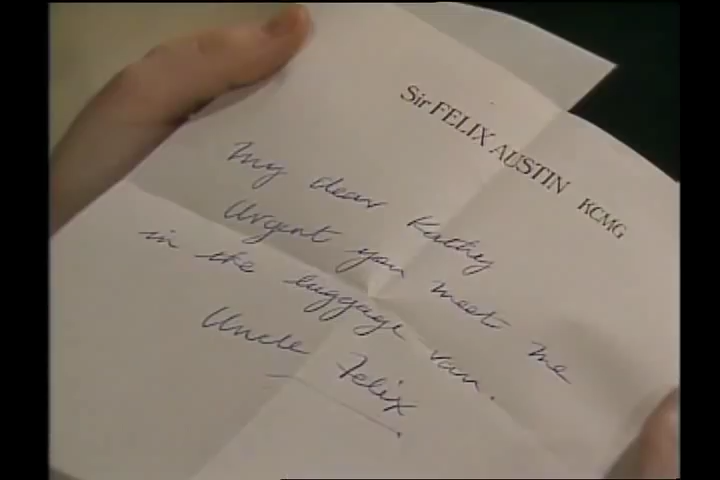 Sir FELIX AUSTIN KCMG
My dear Kathy
Urgent you meet me
in the luggage van.
Uncle Felix